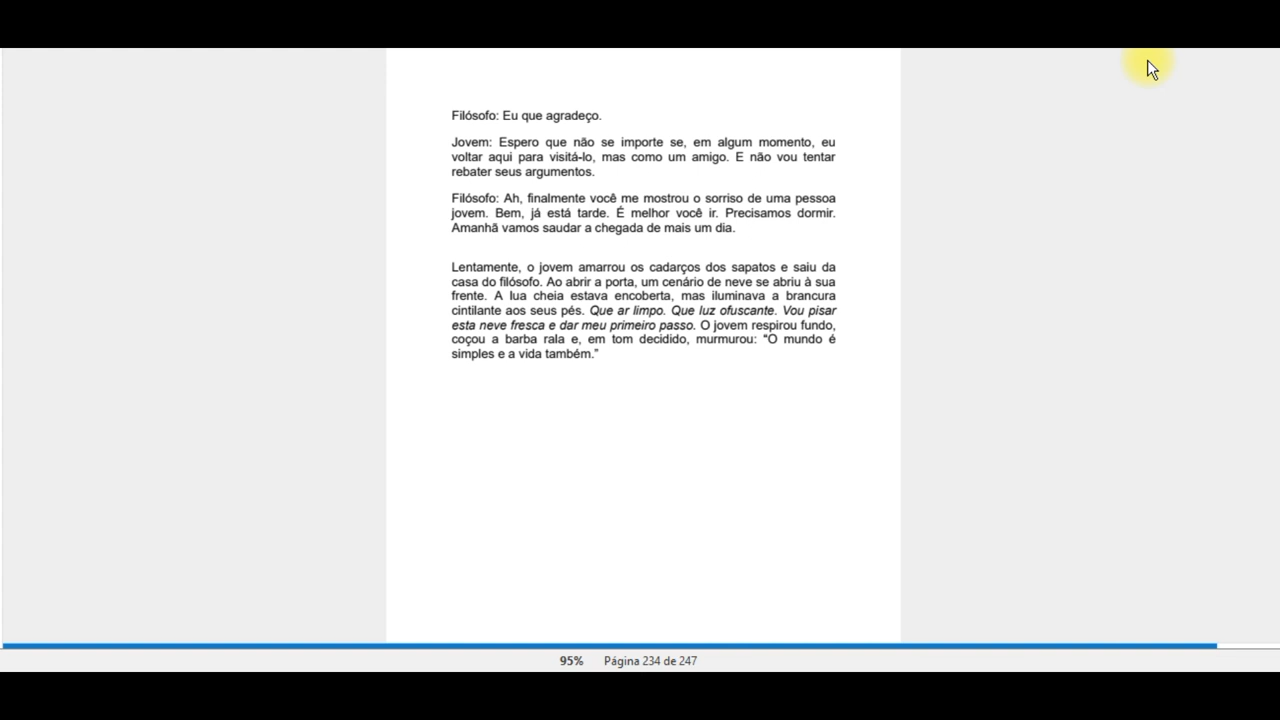 Filósofo: Eu que agradeço.
Jovem: Espero que não se importe se, em algum momento, eu
voltar aqui para visitá-lo, mas como um amigo. E não vou tentar
rebater seus argumentos.
Filósofo: Ah, finalmente você me mostrou o sorriso de uma pessoa
jovem. Bem, já está tarde. É melhor você ir. Precisamos dormir.
Amanhã vamos saudar a chegada de mais um dia.
Lentamente, o jovem amarrou os cadarços dos sapatos e saiu da
casa do filósofo. Ao abrir a porta, um cenário de neve se abriu à sua
frente. A lua cheia estava encoberta, mas iluminava a brancura
cintilante aos seus pés. Que ar limpo. Que luz ofuscante. Vou pisar
esta neve fresca e dar meu primeiro passo. O jovem respirou fundo,
coçou a barba rala e, em tom decidido, murmurou: “O mundo é
simples e a vida também.”
95% Página 234 de 247